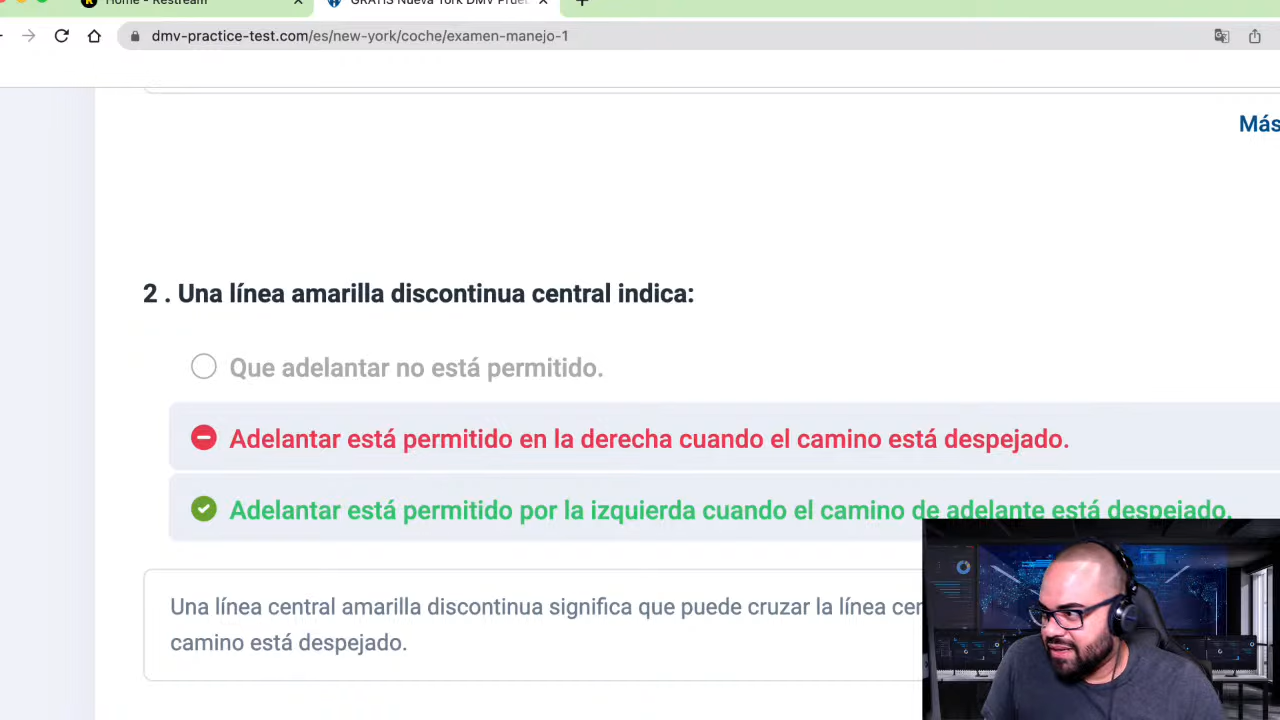 Home - Restream
GRATIS Nueva York DMV Prue
dmv-practice-test.com/es/new-york/coche/examen-manejo-1
Más
2 . Una línea amarilla discontinua central indica:
Que adelantar no está permitido.
Adelantar está permitido en la derecha cuando el camino está despejado.
Adelantar está permitido por la izquierda cuando el camino de adelante está despejado.
Una línea central amarilla discontinua significa que puede cruzar la línea cen
camino está despejado.